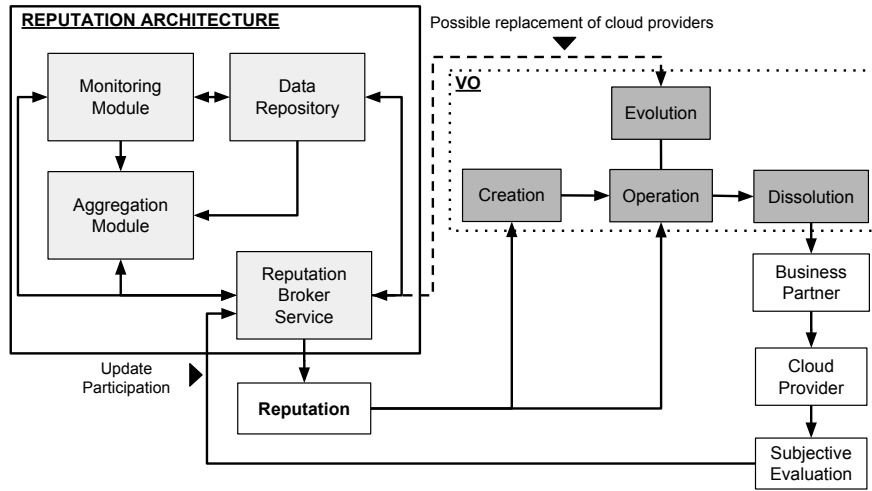 REPUTATION ARCHITECTURE
Possible replacement of cloud providers
Monitoring
Module
Data
Repository
VO
Evolution
Aggregation
Module
Creation
Operation
Dissolution
Reputation
Broker
Service
Business
Partner
Update
Participation
Cloud
Provider
Reputation
Subjective
Evaluation